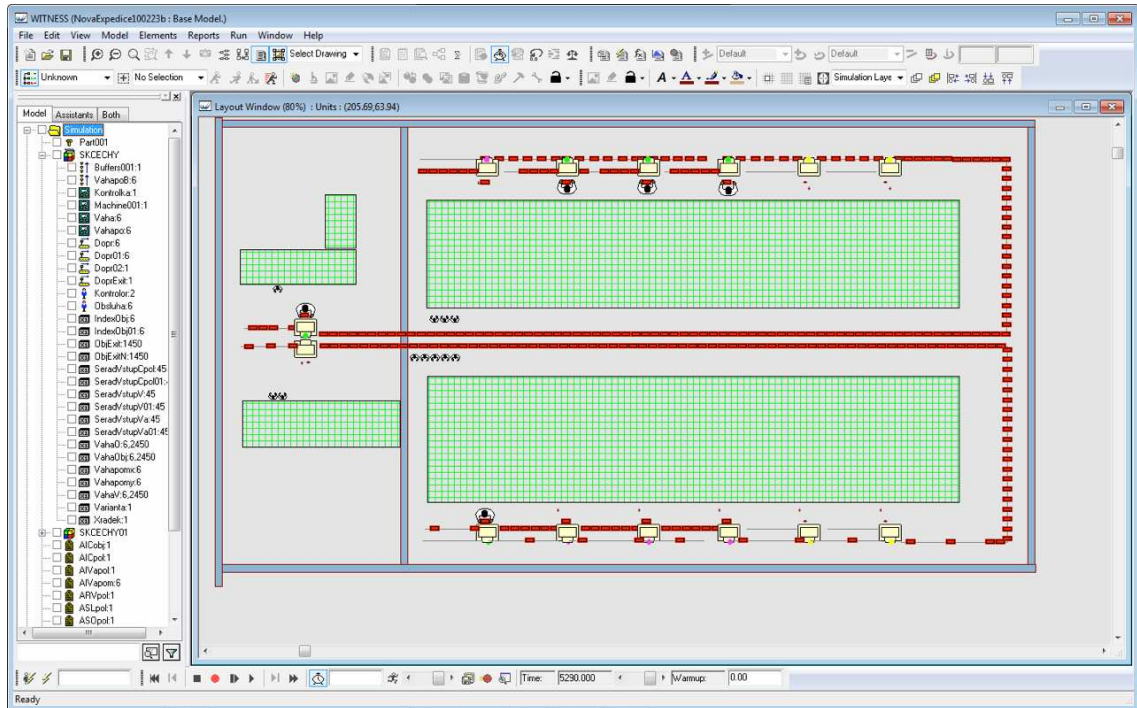 WITNESS (NovaExpedice100223b : Base Model.)
File Edit View Model Elements Reports Run Window Help
Select Drawing Default Default
Unknown No Selection Simulation Laye
Model Assistants Both
Layout Window (80%) : Units : (205.69,63.94)
Simulation
Part001
SKCECHY
Buffers001:1
VahapoB:6
Kontrolka:1
Machine001:1
Vaha:6
Vahapo:6
Dopr:6
Dopr01:6
Dopr02:1
DoprExit:1
Kontrolor:2
Obsluha:6
IndexObj:6
IndexObj01:6
ObjExit:1450
ObjExitN:1450
SeradVstupCpol:45
SeradVstupCpol01:
SeradVstupV:45
SeradVstupV01:45
SeradVstupVa:45
SeradVstupVa01:45
VahaO:6,2450
VahaObj:6,2450
Vahapomx:6
Vahapomy:6
VahaV:6,2450
Varianta:1
Xradek:1
SKCECHY01
AICobj:1
AICpol:1
AIVapol:1
AIVapom:6
ARVpol:1
ASLpol:1
ASOpol:1
Time: 5290.000 Warmup: 0.00
Ready